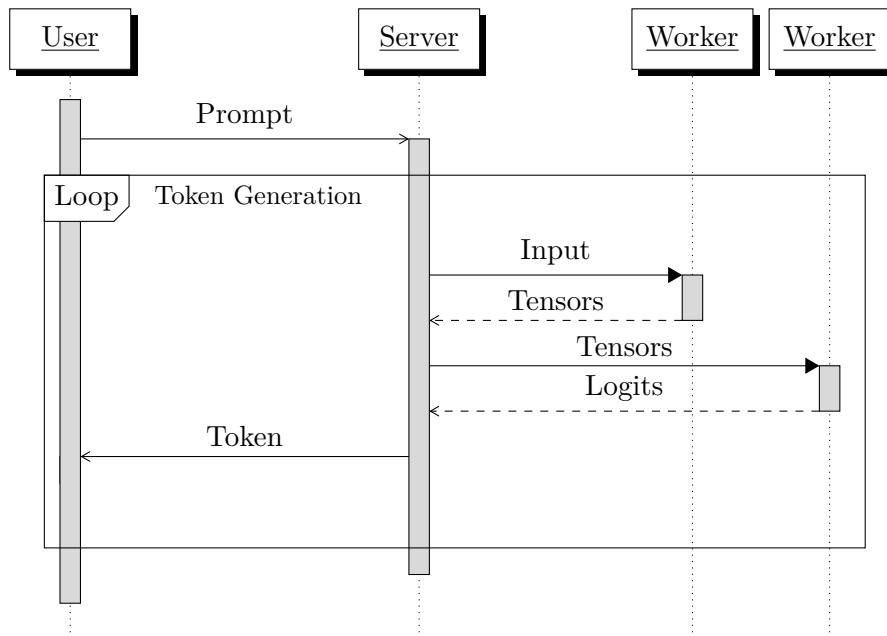 User
Server
Worker
Worker
Prompt
Loop
Token Generation
Input
Tensors
Tensors
Logits
Token